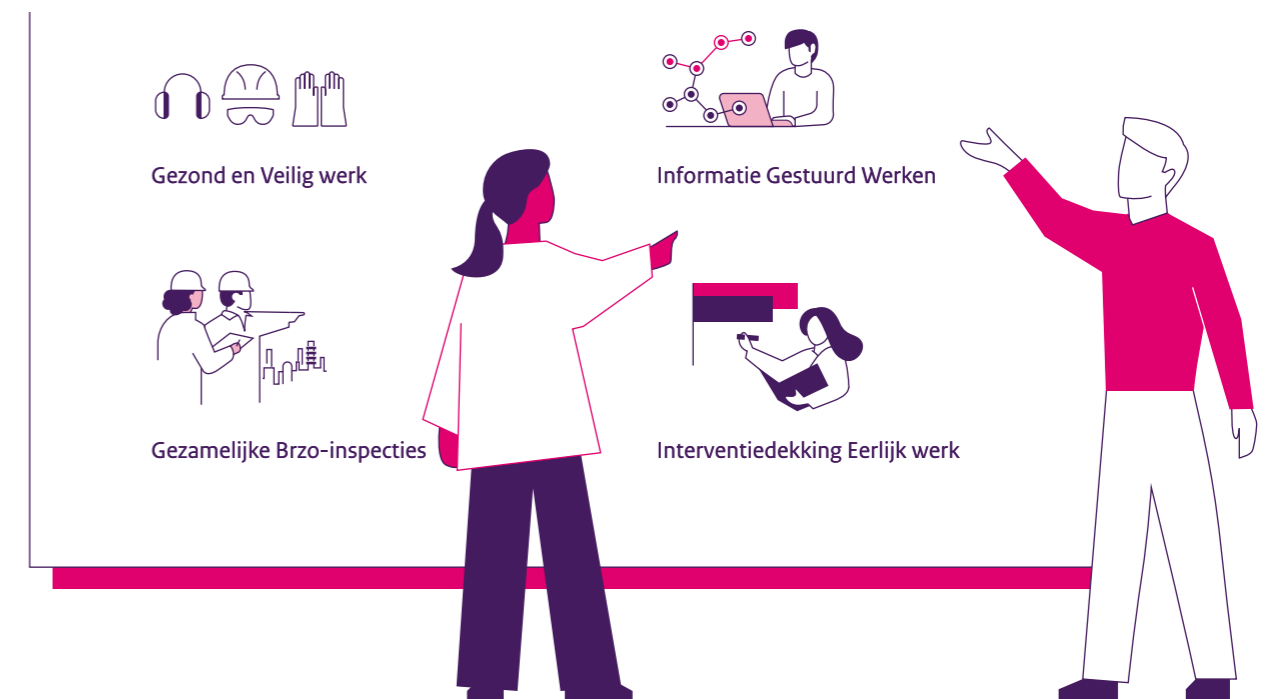 Gezond en Veilig werk
Informatie Gestuurd Werken
Gezamelijke Brzo-inspecties
Interventiedekking Eerlijk werk